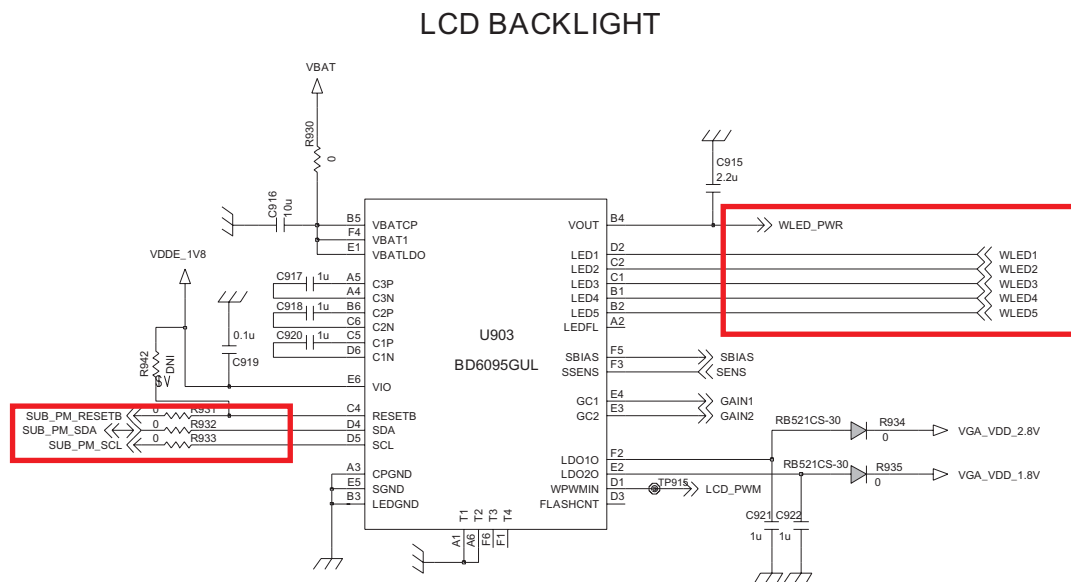 LCD BACKLIGHT
VBAT
R930
0
C916
10u
C915
2.2u
VDDE_1V8
0.1u
C919
R942
DNI
C917 1u
C918 1u
C920 1u
B5 VBATCP
F4 VBAT1
E1 VBATLDO
A5 C3P
A4 C3N
B6 C2P
C6 C2N
C5 C1P
D6 C1N
E6 VIO
C4 RESETB
D4 SDA
D5 SCL
A3 CPGND
E5 SGND
B3 LEDGND
U903
BD6095GUL
SUB_PM_RESETB 0 R931
SUB_PM_SDA 0 R932
SUB_PM_SCL 0 R933
VOUT B4 WLED_PWR
LED1 D2 WLED1
LED2 C2 WLED2
LED3 C1 WLED3
LED4 B1 WLED4
LED5 B2 WLED5
LEDFL A2
SBIAS F5 SBIAS
SSENS F3 SENS
GC1 E4 GAIN1
GC2 E3 GAIN2
LDO1O F2
RB521CS-30 R934
0
VGA_VDD_2.8V
LDO2O E2
RB521CS-30 R935
0
VGA_VDD_1.8V
WPWMIN D1 TP915 LCD_PWM
FLASHCNT D3
C921 C922
1u 1u
T1 T2 T3 T4
A1 A6 F6 F1